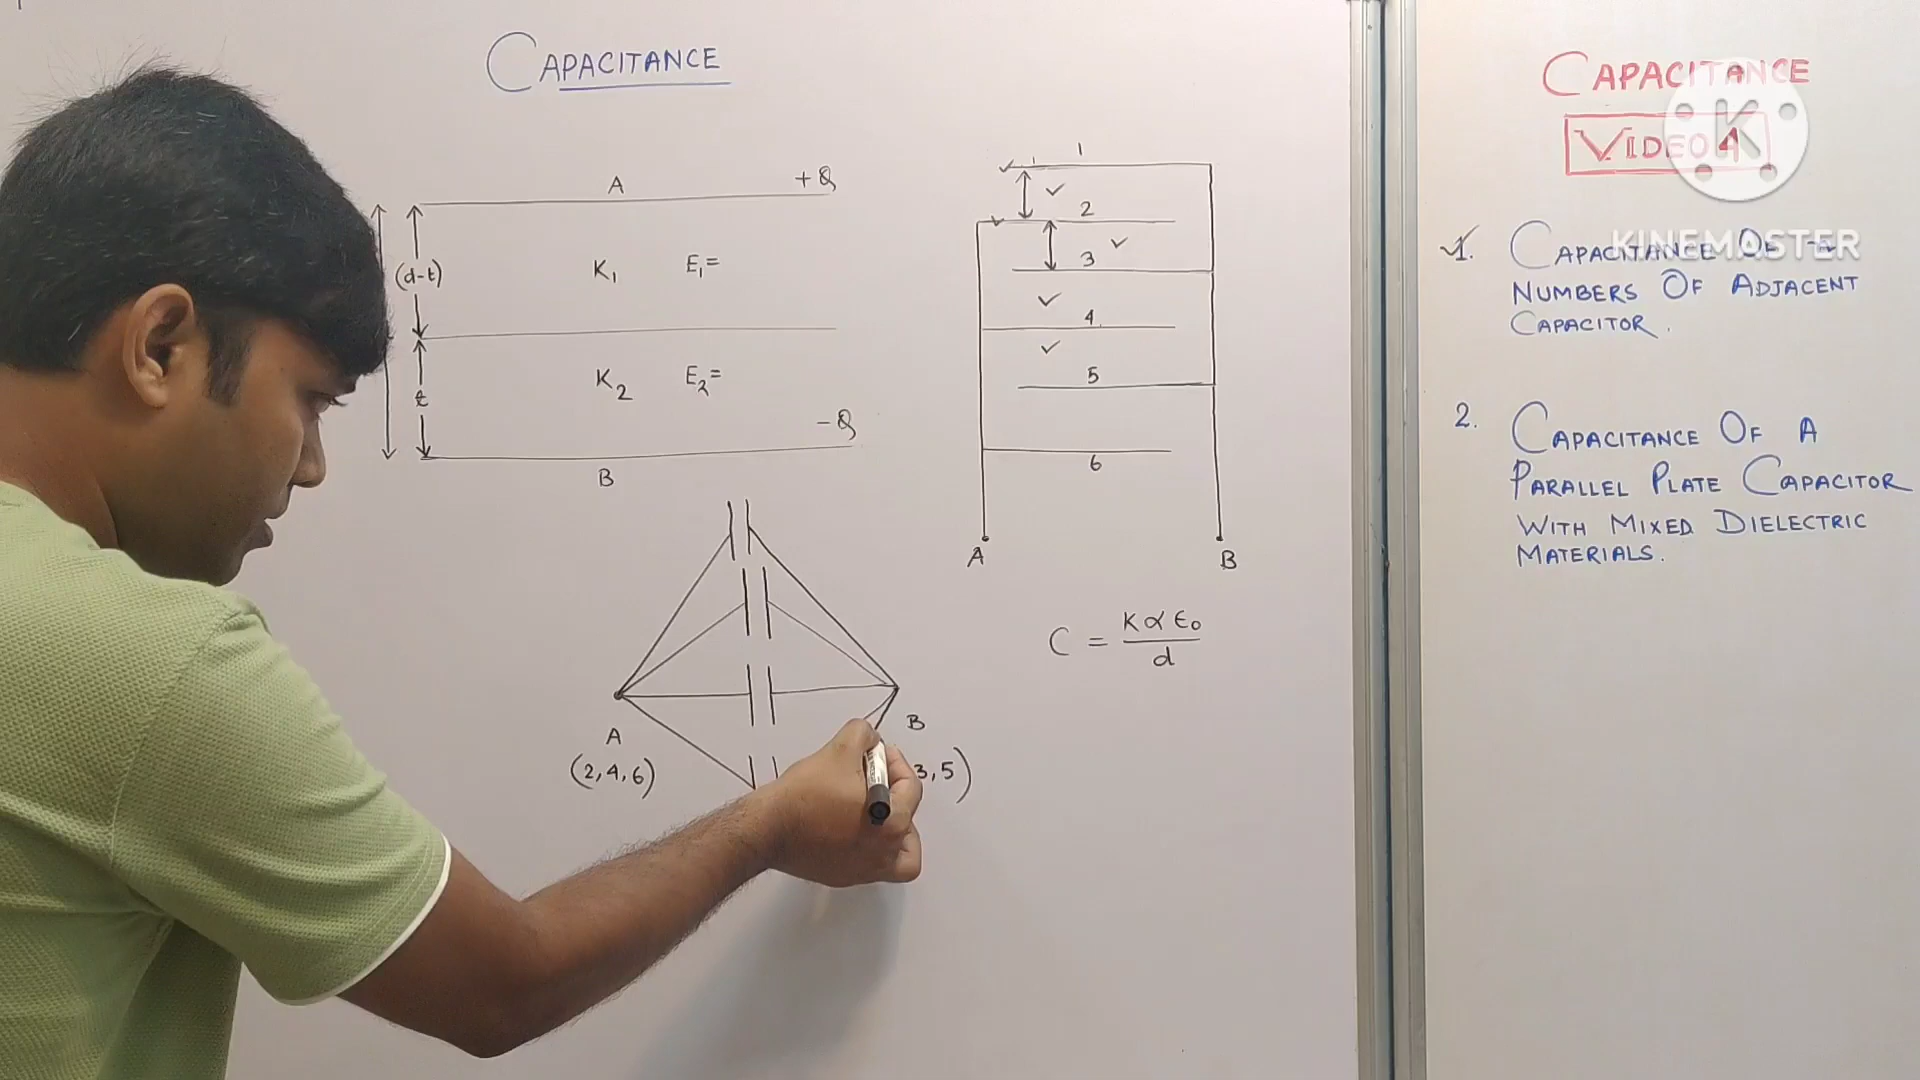 CAPACITANCE
A
+Q
(d-t)
K₁
E₁=
t
K₂
E₂=
-Q
B
1
2
3
4
5
6
A
B
C = KαЄ₀
d
A
B
(2,4,6)
3,5)
CAPACITANCE
VIDEO 4
K
KINEMASTER
1. CAPACITANCE OF
NUMBERS OF ADJACENT
CAPACITOR.
2. CAPACITANCE OF A
PARALLEL PLATE CAPACITOR
WITH MIXED DIELECTRIC
MATERIALS.